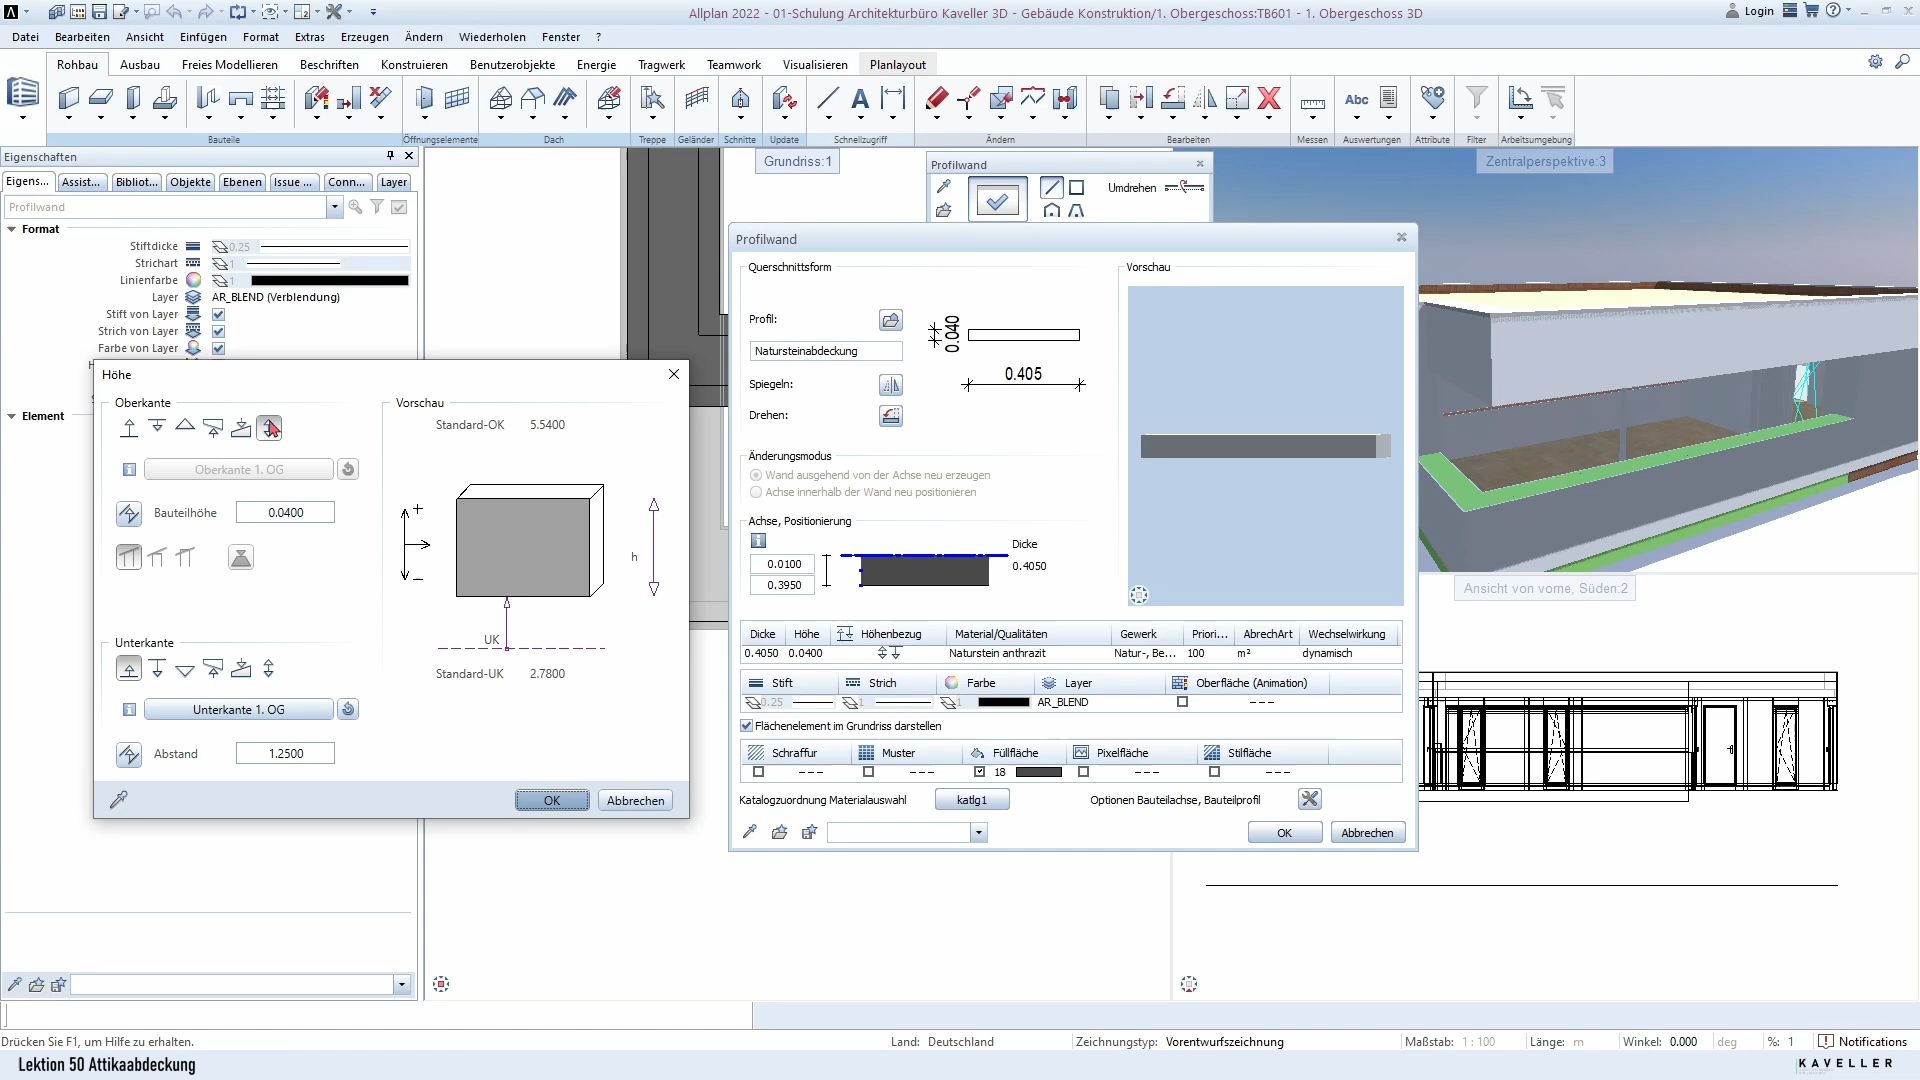 Allplan 2022 - 01-Schulung Architekturbüro Kaveller 3D - Gebäude Konstruktion/1. Obergeschoss:TB601 - 1. Obergeschoss 3D
Login
Datei Bearbeiten Ansicht Einfügen Format Extras Erzeugen Ändern Wiederholen Fenster ?
Rohbau Ausbau Freies Modellieren Beschriften Konstruieren Benutzerobjekte Energie Tragwerk Teamwork Visualisieren Planlayout
Abc
Bauteile Öffnungselemente Dach Treppe Geländer Schnitte Update Schnellzugriff Ändern Bearbeiten Messen Auswertungen Attribute Filter Arbeitsumgebung
Eigenschaften
Eigens... Assist... Bibliot... Objekte Ebenen Issue ... Conn... Layer
Profilwand
Format
Stiftdicke 0.25
Strichart 1
Linienfarbe 1
Layer AR_BLEND (Verblendung)
Stift von Layer
Strich von Layer
Farbe von Layer
Element
Grundriss:1
Zentralperspektive:3
Ansicht von vorne, Süden:2
Profilwand
Umdrehen
Höhe
Oberkante
Oberkante 1. OG
Bauteilhöhe 0.0400
Unterkante
Unterkante 1. OG
Abstand 1.2500
Vorschau
Standard-OK 5.5400
+
−
h
UK
Standard-UK 2.7800
OK Abbrechen
Profilwand
Querschnittsform
Profil:
Natursteinabdeckung
Spiegeln:
Drehen:
0.040
0.405
Vorschau
Änderungsmodus
Wand ausgehend von der Achse neu erzeugen
Achse innerhalb der Wand neu positionieren
Achse, Positionierung
0.0100
0.3950
Dicke
0.4050
Dicke Höhe Höhenbezug Material/Qualitäten Gewerk Priori... AbrechArt Wechselwirkung
0.4050 0.0400 Naturstein anthrazit Natur-, Be... 100 m² dynamisch
Stift Strich Farbe Layer Oberfläche (Animation)
0.25 1 1 AR_BLEND
Flächenelement im Grundriss darstellen
Schraffur Muster Füllfläche Pixelfläche Stilfläche
18
Katalogzuordnung Materialauswahl katlg1 Optionen Bauteilachse, Bauteilprofil
OK Abbrechen
Drücken Sie F1, um Hilfe zu erhalten.
Land: Deutschland Zeichnungstyp: Vorentwurfszeichnung Maßstab: 1 : 100 Länge: m Winkel: 0.000 deg %: 1 Notifications
Lektion 50 Attikaabdeckung
KAVELLER